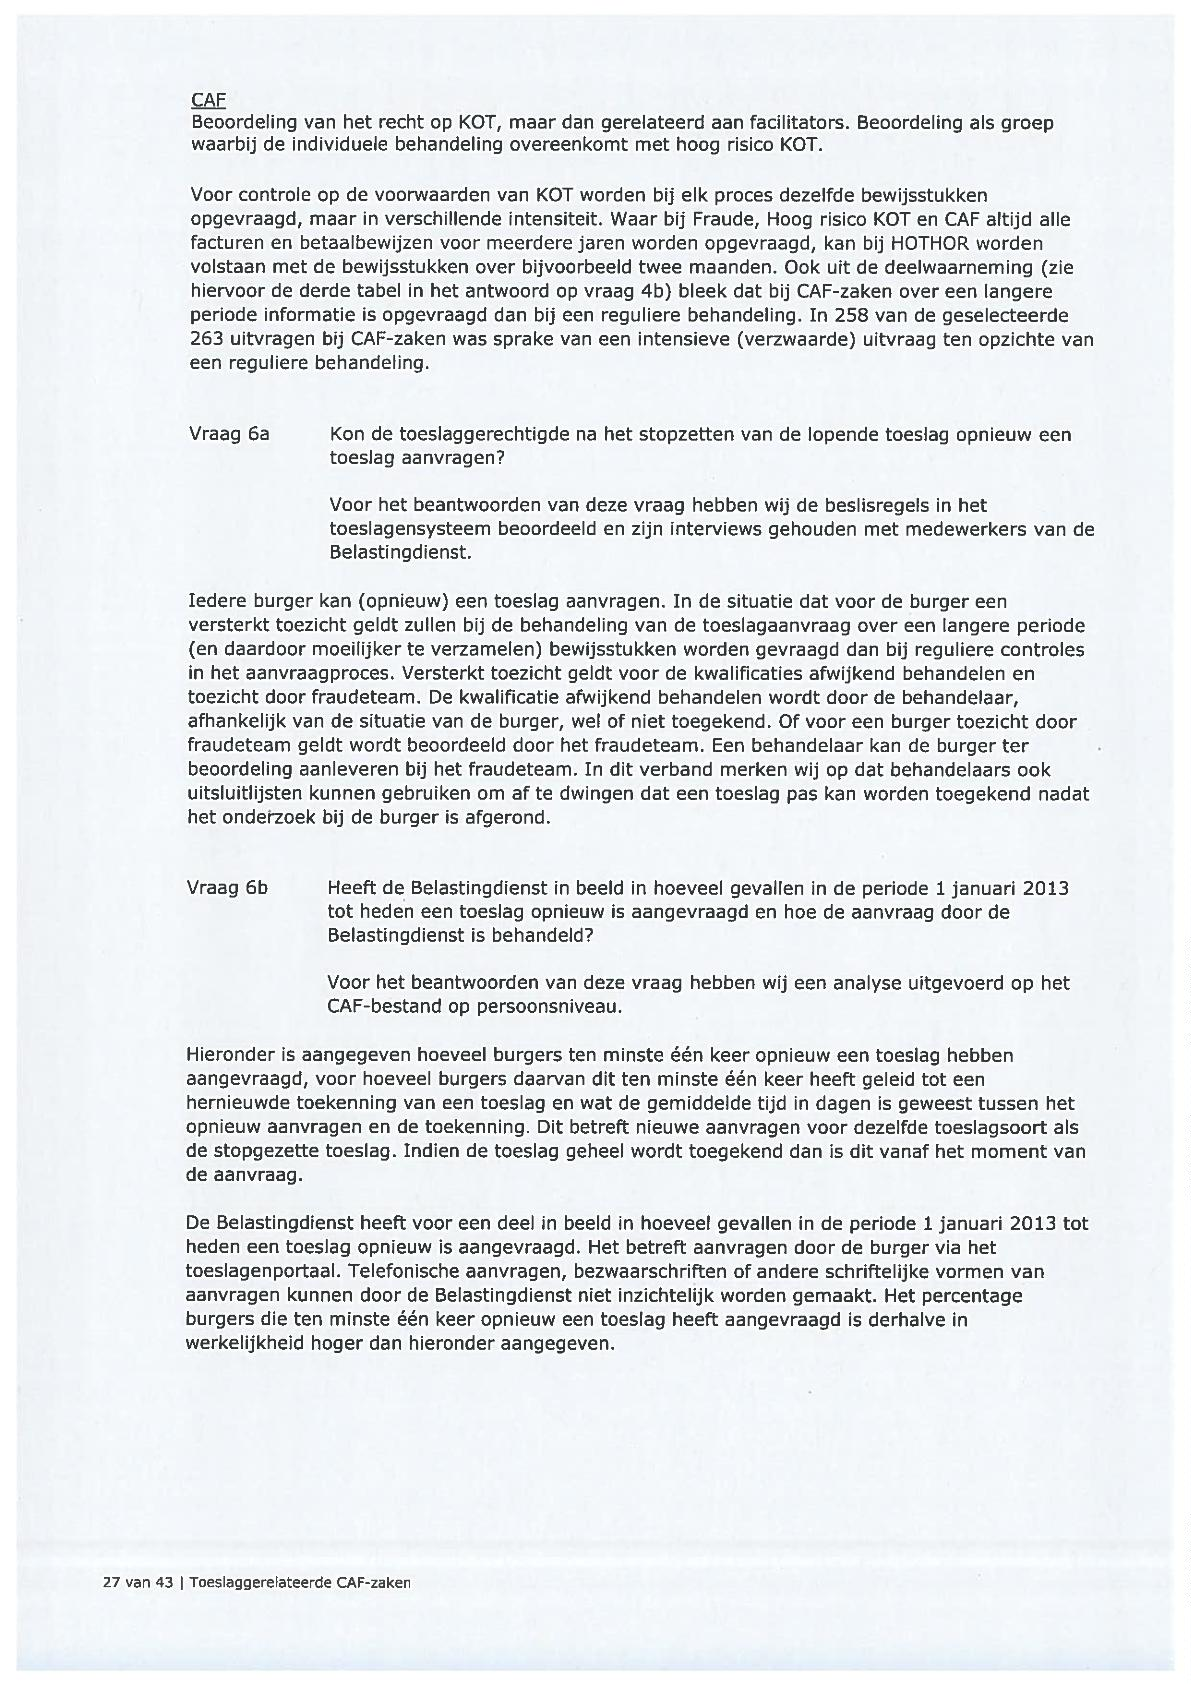 CAF
Beoordeling van het recht op KOT, maar dan gerelateerd aan facilitators. Beoordeling als groep
waarbij de individuele behandeling overeenkomt met hoog risico KOT.
Voor controle op de voorwaarden van KOT worden bij elk proces dezelfde bewijsstukken
opgevraagd, maar in verschillende intensiteit. Waar bij Fraude, Hoog risico KOT en CAF altijd alle
facturen en betaalbewijzen voor meerdere jaren worden opgevraagd, kan bij HOTHOR worden
volstaan met de bewijsstukken over bijvoorbeeld twee maanden. Ook uit de deelwaarneming (zie
hiervoor de derde tabel in het antwoord op vraag 4b) bleek dat bij CAF-zaken over een langere
periode informatie is opgevraagd dan bij een reguliere behandeling. In 258 van de geselecteerde
263 uitvragen bij CAF-zaken was sprake van een intensieve (verzwaarde) uitvraag ten opzichte van
een reguliere behandeling.
Vraag 6a Kon de toeslaggerechtigde na het stopzetten van de lopende toeslag opnieuw een
toeslag aanvragen?
Voor het beantwoorden van deze vraag hebben wij de beslisregels in het
toeslagensysteem beoordeeld en zijn interviews gehouden met medewerkers van de
Belastingdienst.
Iedere burger kan (opnieuw) een toeslag aanvragen. In de situatie dat voor de burger een
versterkt toezicht geldt zullen bij de behandeling van de toeslagaanvraag over een langere periode
(en daardoor moeilijker te verzamelen) bewijsstukken worden gevraagd dan bij reguliere controles
in het aanvraagproces. Versterkt toezicht geldt voor de kwalificaties afwijkend behandelen en
toezicht door fraudeteam. De kwalificatie afwijkend behandelen wordt door de behandelaar,
afhankelijk van de situatie van de burger, wel of niet toegekend. Of voor een burger toezicht door
fraudeteam geldt wordt beoordeeld door het fraudeteam. Een behandelaar kan de burger ter
beoordeling aanleveren bij het fraudeteam. In dit verband merken wij op dat behandelaars ook
uitsluitlijsten kunnen gebruiken om af te dwingen dat een toeslag pas kan worden toegekend nadat
het onderzoek bij de burger is afgerond.
Vraag 6b Heeft de Belastingdienst in beeld in hoeveel gevallen in de periode 1 januari 2013
tot heden een toeslag opnieuw is aangevraagd en hoe de aanvraag door de
Belastingdienst is behandeld?
Voor het beantwoorden van deze vraag hebben wij een analyse uitgevoerd op het
CAF-bestand op persoonsniveau.
Hieronder is aangegeven hoeveel burgers ten minste één keer opnieuw een toeslag hebben
aangevraagd, voor hoeveel burgers daarvan dit ten minste één keer heeft geleid tot een
hernieuwde toekenning van een toeslag en wat de gemiddelde tijd in dagen is geweest tussen het
opnieuw aanvragen en de toekenning. Dit betreft nieuwe aanvragen voor dezelfde toeslagsoort als
de stopgezette toeslag. Indien de toeslag geheel wordt toegekend dan is dit vanaf het moment van
de aanvraag.
De Belastingdienst heeft voor een deel in beeld in hoeveel gevallen in de periode 1 januari 2013 tot
heden een toeslag opnieuw is aangevraagd. Het betreft aanvragen door de burger via het
toeslagenportaal. Telefonische aanvragen, bezwaarschriften of andere schriftelijke vormen van
aanvragen kunnen door de Belastingdienst niet inzichtelijk worden gemaakt. Het percentage
burgers die ten minste één keer opnieuw een toeslag heeft aangevraagd is derhalve in
werkelijkheid hoger dan hieronder aangegeven.
27 van 43 | Toeslaggerelateerde CAF-zaken